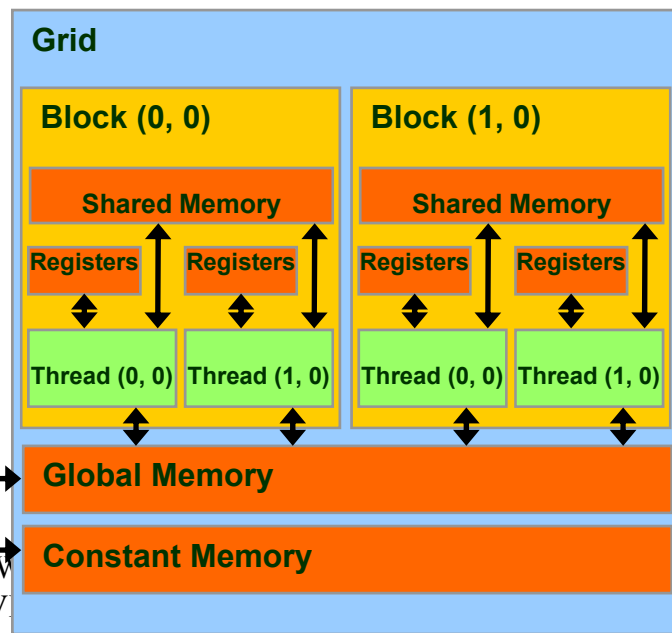 Grid
Block (0, 0) Block (1, 0)
Shared Memory Shared Memory
Registers Registers Registers Registers
Thread (0, 0) Thread (1, 0) Thread (0, 0) Thread (1, 0)
Global Memory
Constant Memory